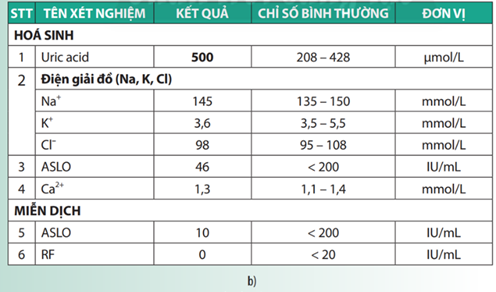 STT TÊN XÉT NGHIỆM KẾT QUẢ CHỈ SỐ BÌNH THƯỜNG ĐƠN VỊ
HOÁ SINH
1 Uric acid 500 208 – 428 μmol/L
2 Điện giải đồ (Na, K, Cl)
Na⁺ 145 135 – 150 mmol/L
K⁺ 3,6 3,5 – 5,5 mmol/L
Cl⁻ 98 95 – 108 mmol/L
3 ASLO 46 < 200 IU/mL
4 Ca²⁺ 1,3 1,1 – 1,4 mmol/L
MIỄN DỊCH
5 ASLO 10 < 200 IU/mL
6 RF 0 < 20 IU/mL
b)